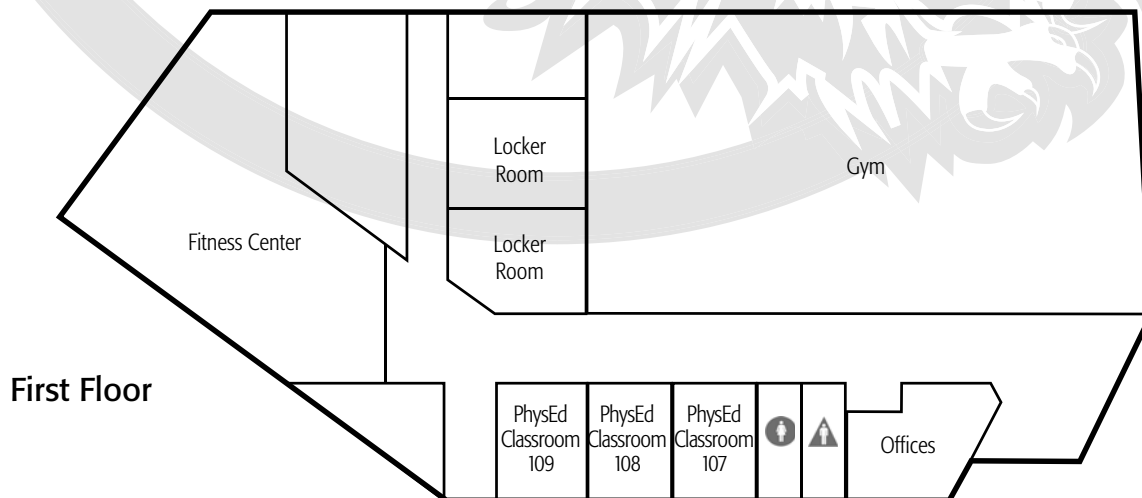 Locker
Room
Gym
Locker
Room
Fitness Center
First Floor
PhysEd
Classroom
109
PhysEd
Classroom
108
PhysEd
Classroom
107
Offices